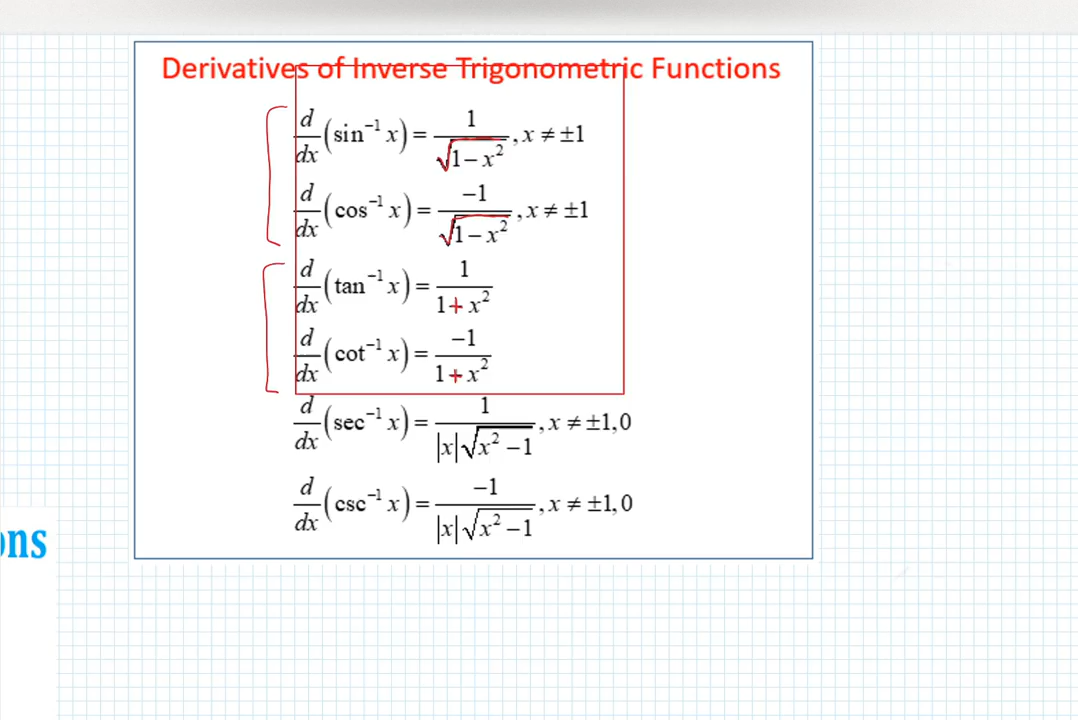 Derivatives of Inverse Trigonometric Functions
d/dx (sin⁻¹ x) = 1/√(1 − x²), x ≠ ±1
d/dx (cos⁻¹ x) = −1/√(1 − x²), x ≠ ±1
d/dx (tan⁻¹ x) = 1/(1 + x²)
d/dx (cot⁻¹ x) = −1/(1 + x²)
d/dx (sec⁻¹ x) = 1/(|x|√(x² − 1)), x ≠ ±1, 0
d/dx (csc⁻¹ x) = −1/(|x|√(x² − 1)), x ≠ ±1, 0
ons